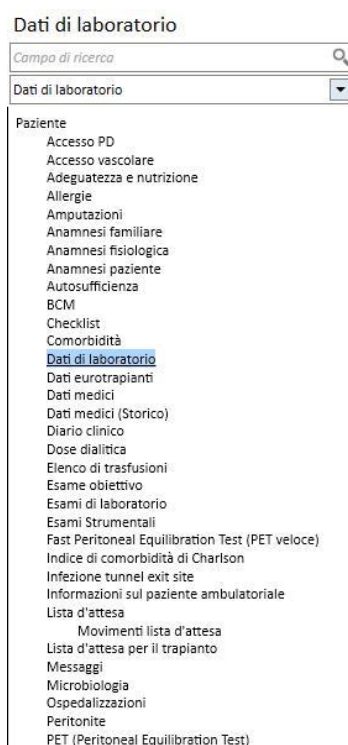 Dati di laboratorio
Campo di ricerca
Dati di laboratorio
Paziente
Accesso PD
Accesso vascolare
Adeguatezza e nutrizione
Allergie
Amputazioni
Anamnesi familiare
Anamnesi fisiologica
Anamnesi paziente
Autosufficienza
BCM
Checklist
Comorbidità
Dati di laboratorio
Dati eurotrapianti
Dati medici
Dati medici (Storico)
Diario clinico
Dose dialitica
Elenco di trasfusioni
Esame obiettivo
Esami di laboratorio
Esami Strumentali
Fast Peritoneal Equilibration Test (PET veloce)
Indice di comorbidità di Charlson
Infezione tunnel exit site
Informazioni sul paziente ambulatoriale
Lista d'attesa
Movimenti lista d'attesa
Lista d'attesa per il trapianto
Messaggi
Microbiologia
Ospedalizzazioni
Peritonite
PET (Peritoneal Equilibration Test)